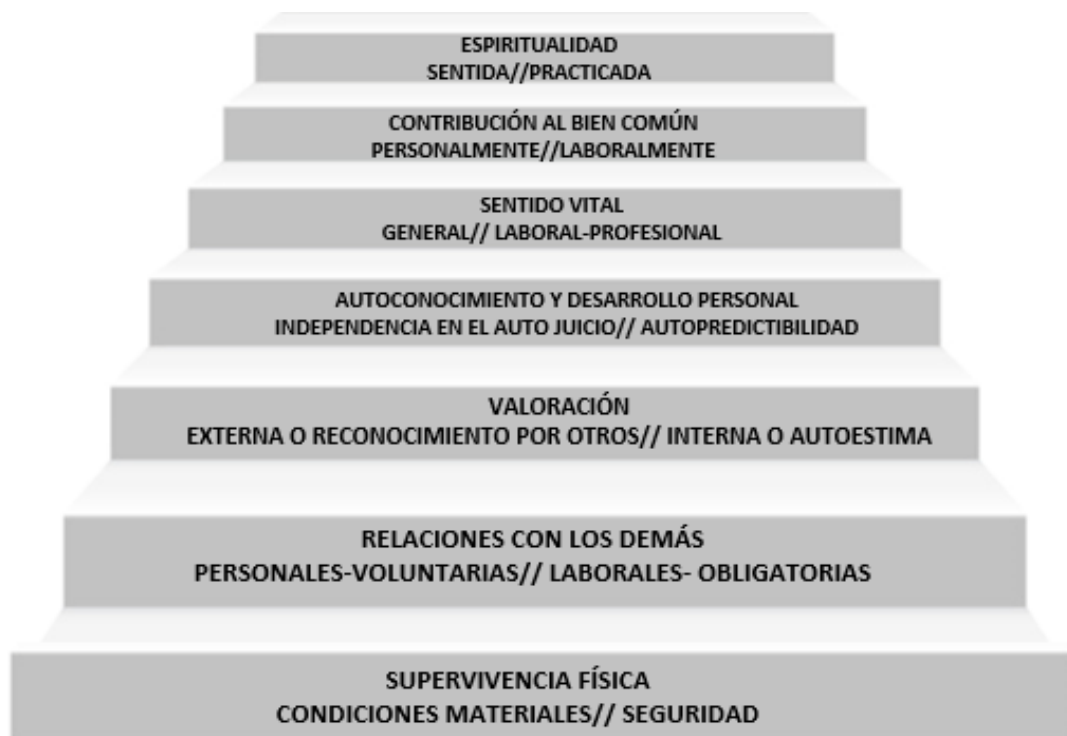 ESPIRITUALIDAD
SENTIDA//PRACTICADA
CONTRIBUCIÓN AL BIEN COMÚN
PERSONALMENTE//LABORALMENTE
SENTIDO VITAL
GENERAL// LABORAL-PROFESIONAL
AUTOCONOCIMIENTO Y DESARROLLO PERSONAL
INDEPENDENCIA EN EL AUTO JUICIO// AUTOPREDICTIBILIDAD
VALORACIÓN
EXTERNA O RECONOCIMIENTO POR OTROS// INTERNA O AUTOESTIMA
RELACIONES CON LOS DEMÁS
PERSONALES-VOLUNTARIAS// LABORALES- OBLIGATORIAS
SUPERVIVENCIA FÍSICA
CONDICIONES MATERIALES// SEGURIDAD